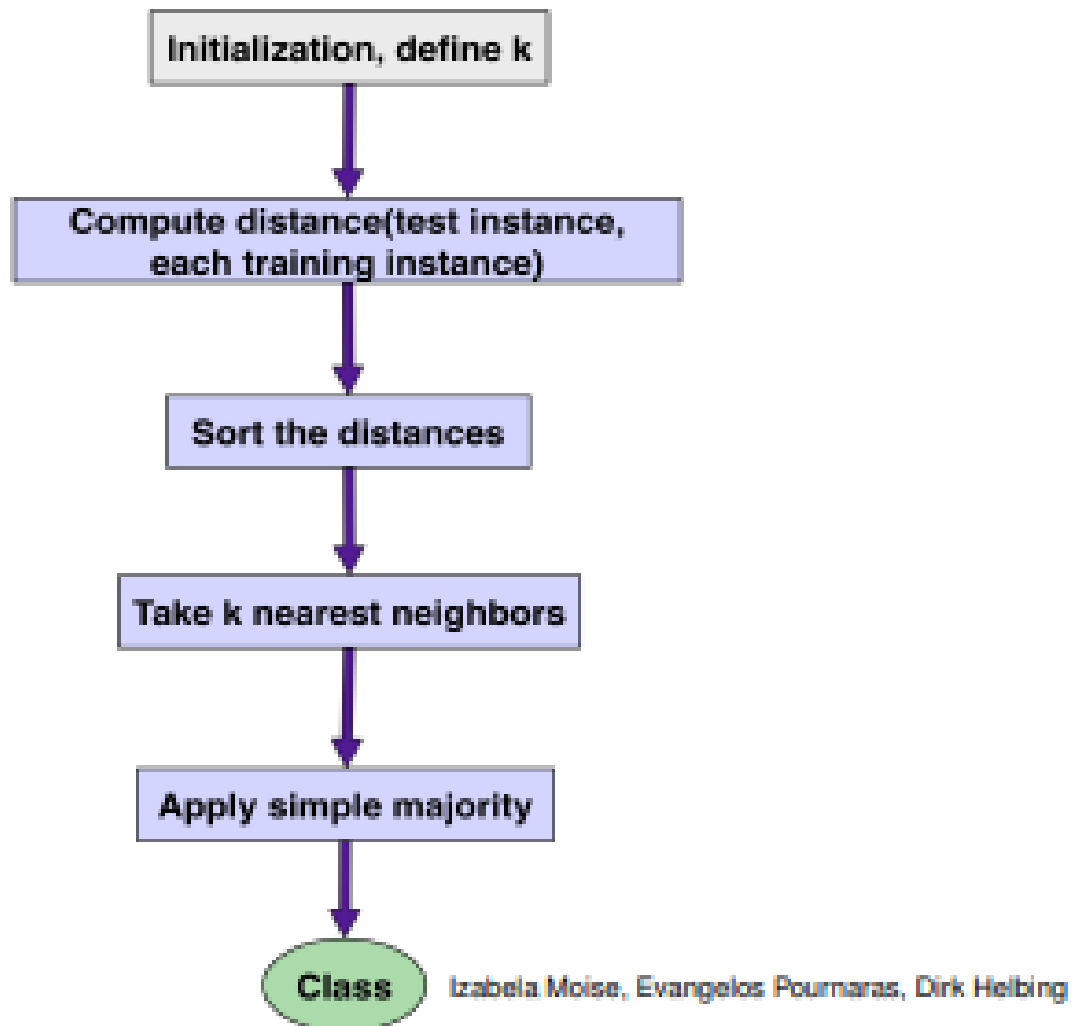 Initialization, define k
Compute distance(test instance,
each training instance)
Sort the distances
Take k nearest neighbors
Apply simple majority
Class
Izabela Moise, Evangelos Pournaras, Dirk Helbing